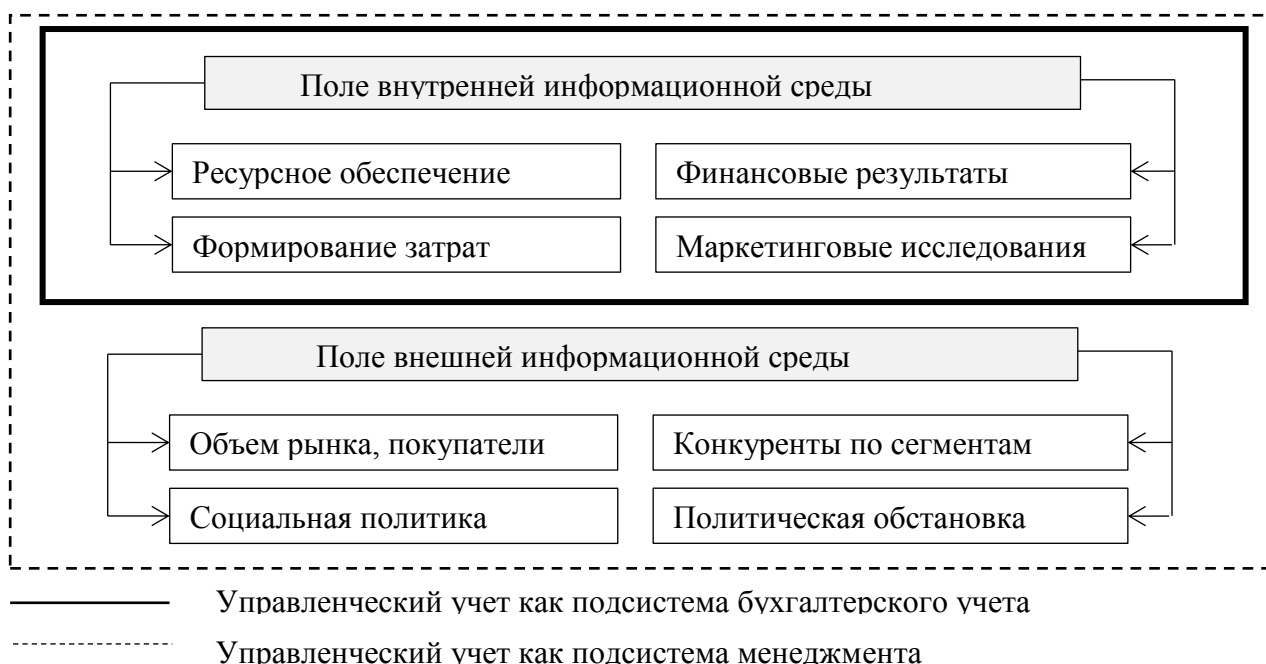 Поле внутренней информационной среды
Ресурсное обеспечение
Финансовые результаты
Формирование затрат
Маркетинговые исследования
Поле внешней информационной среды
Объем рынка, покупатели
Конкуренты по сегментам
Социальная политика
Политическая обстановка
Управленческий учет как подсистема бухгалтерского учета
Управленческий учет как подсистема менеджмента